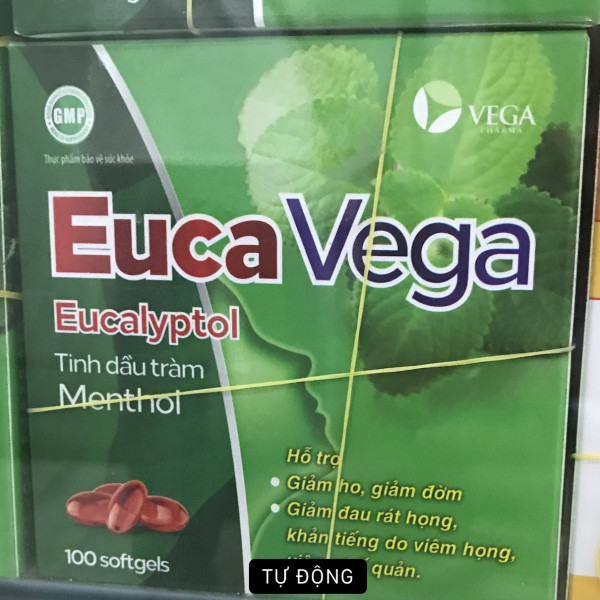 GMP
VEGA
PHARMA
Thực phẩm bảo vệ sức khỏe
Euca Vega
Eucalyptol
Tinh dầu tràm
Menthol
Hỗ trợ
• Giảm ho, giảm đờm
• Giảm đau rát họng,
khản tiếng do viêm họng,
quản.
100 softgels
TỰ ĐỘNG